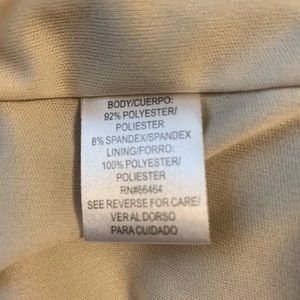 BODY/CUERPO:
92% POLYESTER/
POLIESTER
8% SPANDEX/SPANDEX
LINING/FORRO:
100% POLYESTER/
POLIESTER
RN#66464
SEE REVERSE FOR CARE/
VER AL DORSO
PARA CUIDADO